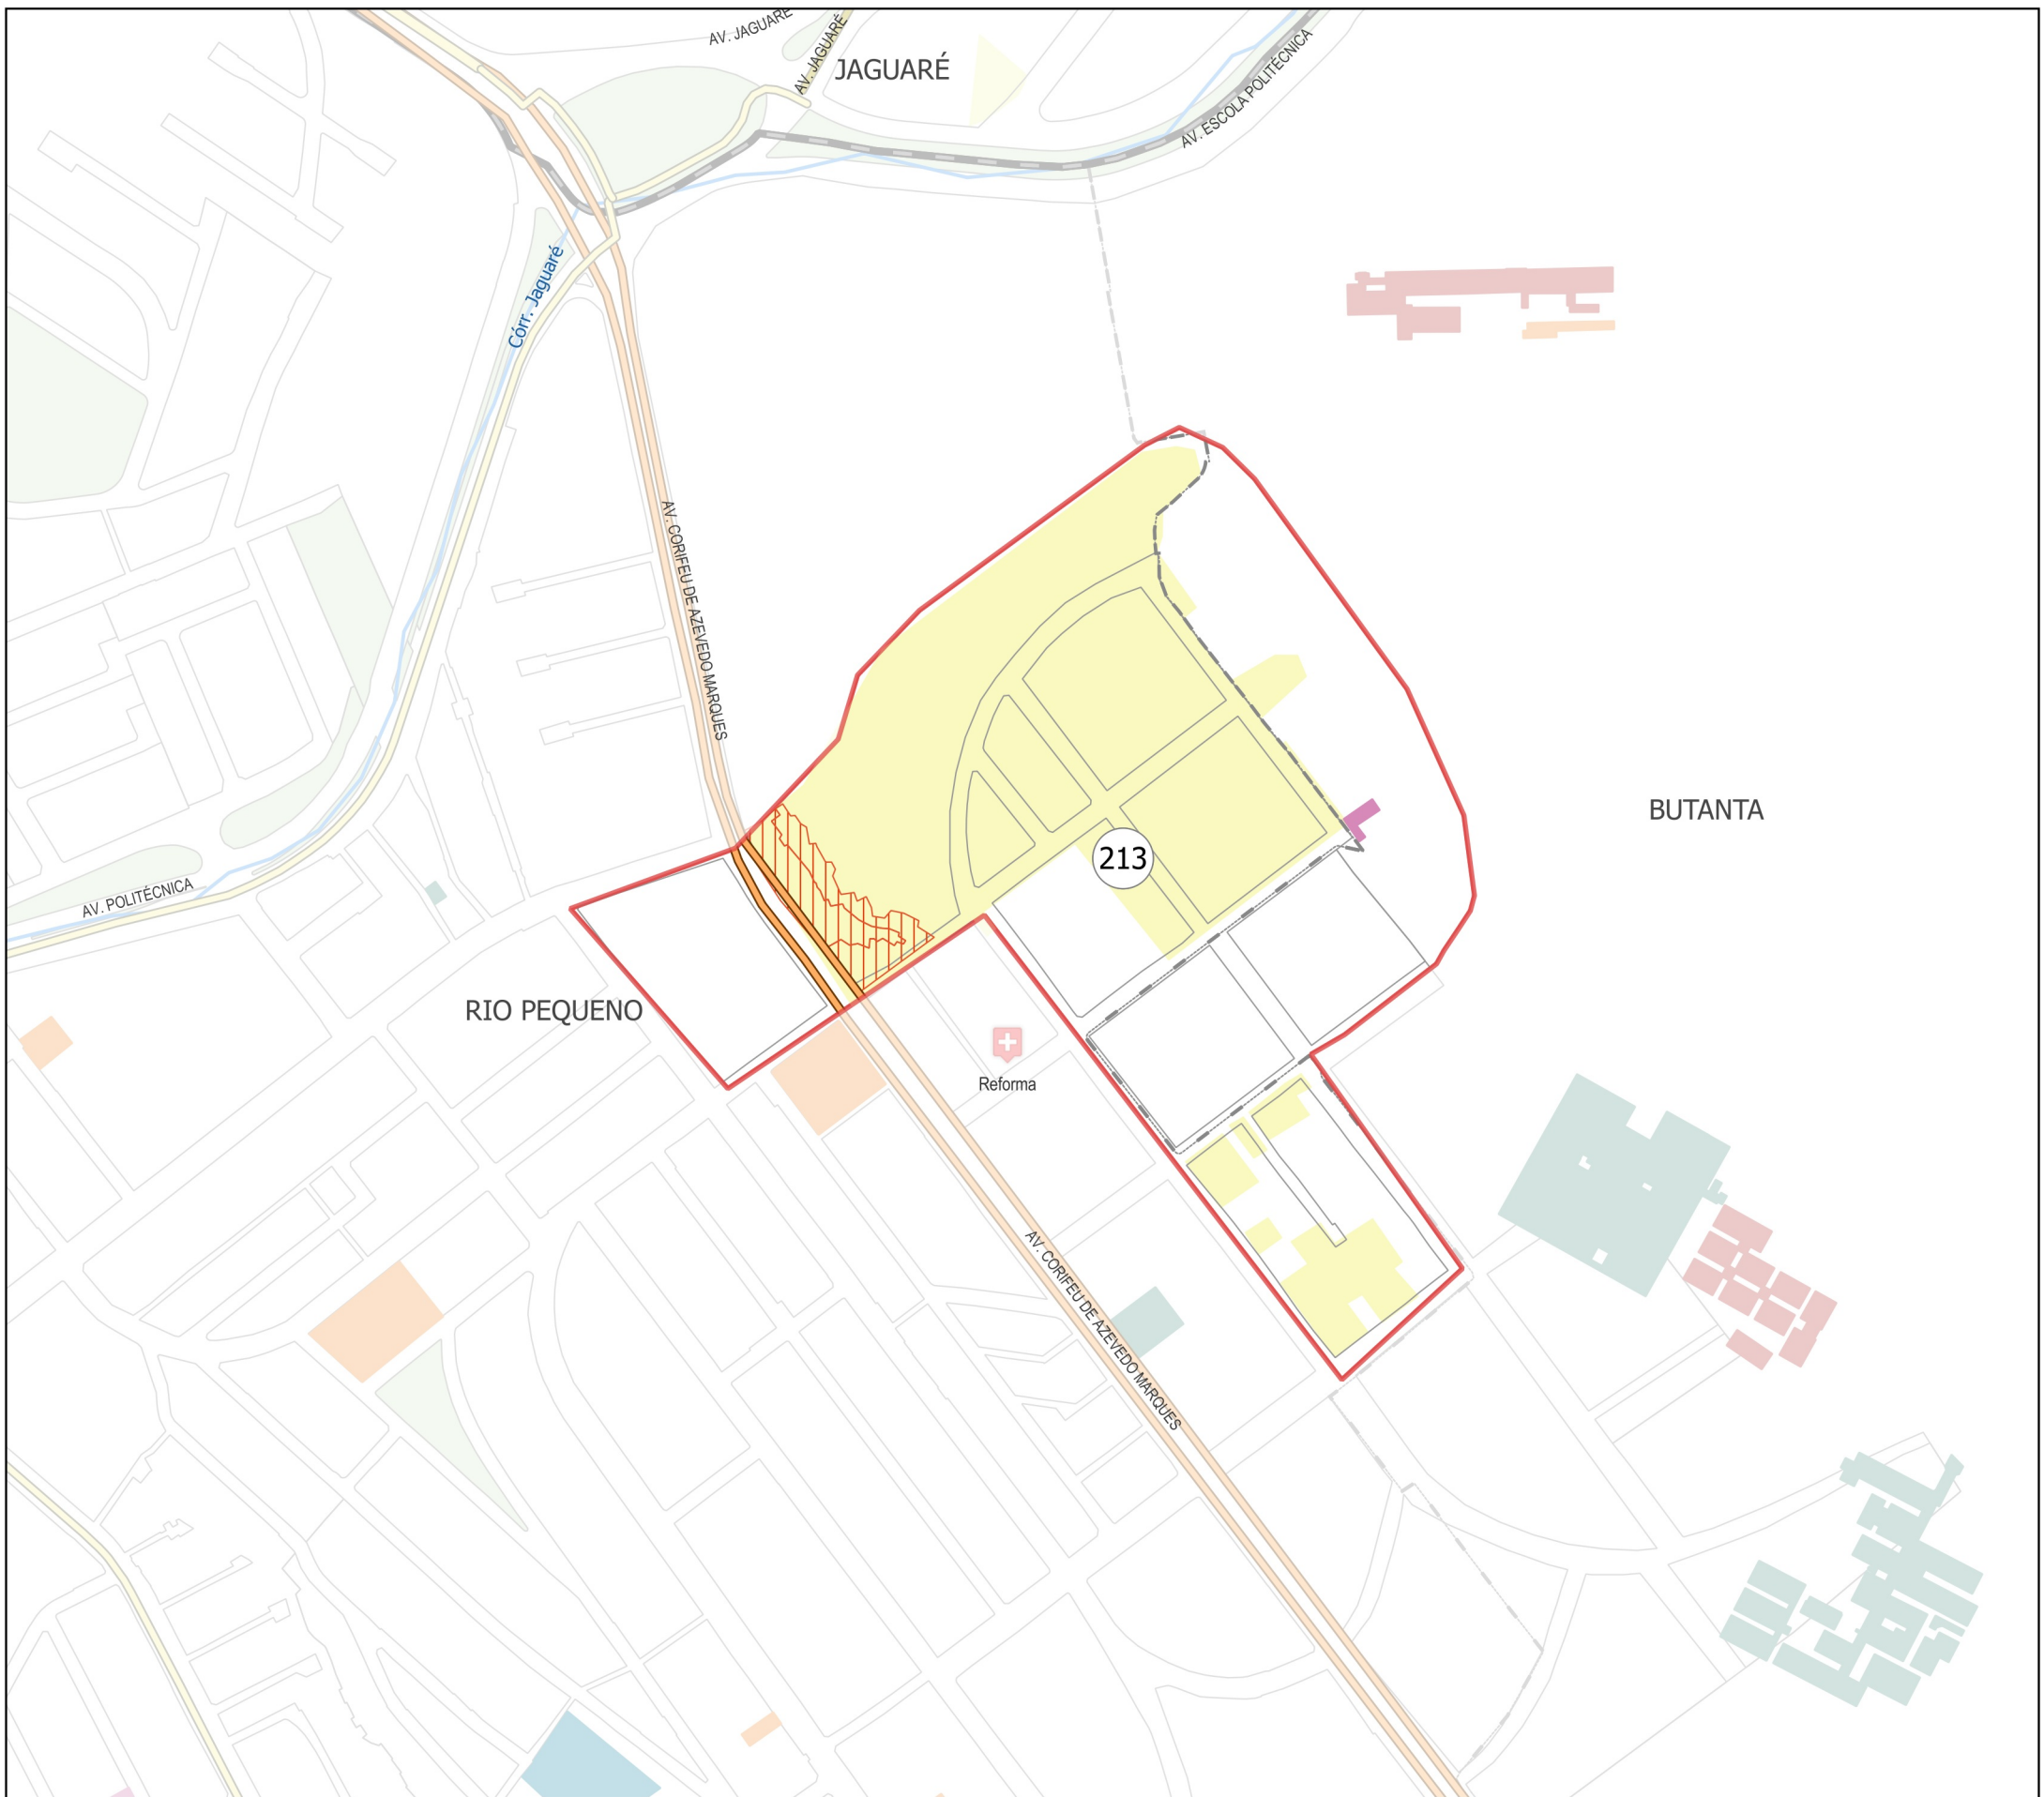 AV. JAGUARÉ
AV. JAGUARÉ
JAGUARÉ
AV. ESCOLA POLITÉCNICA
Córr. Jaguaré
AV. CORIFEU DE AZEVEDO MARQUES
BUTANTA
213
AV. POLITÉCNICA
RIO PEQUENO
Reforma
AV. CORIFEU DE AZEVEDO MARQUES